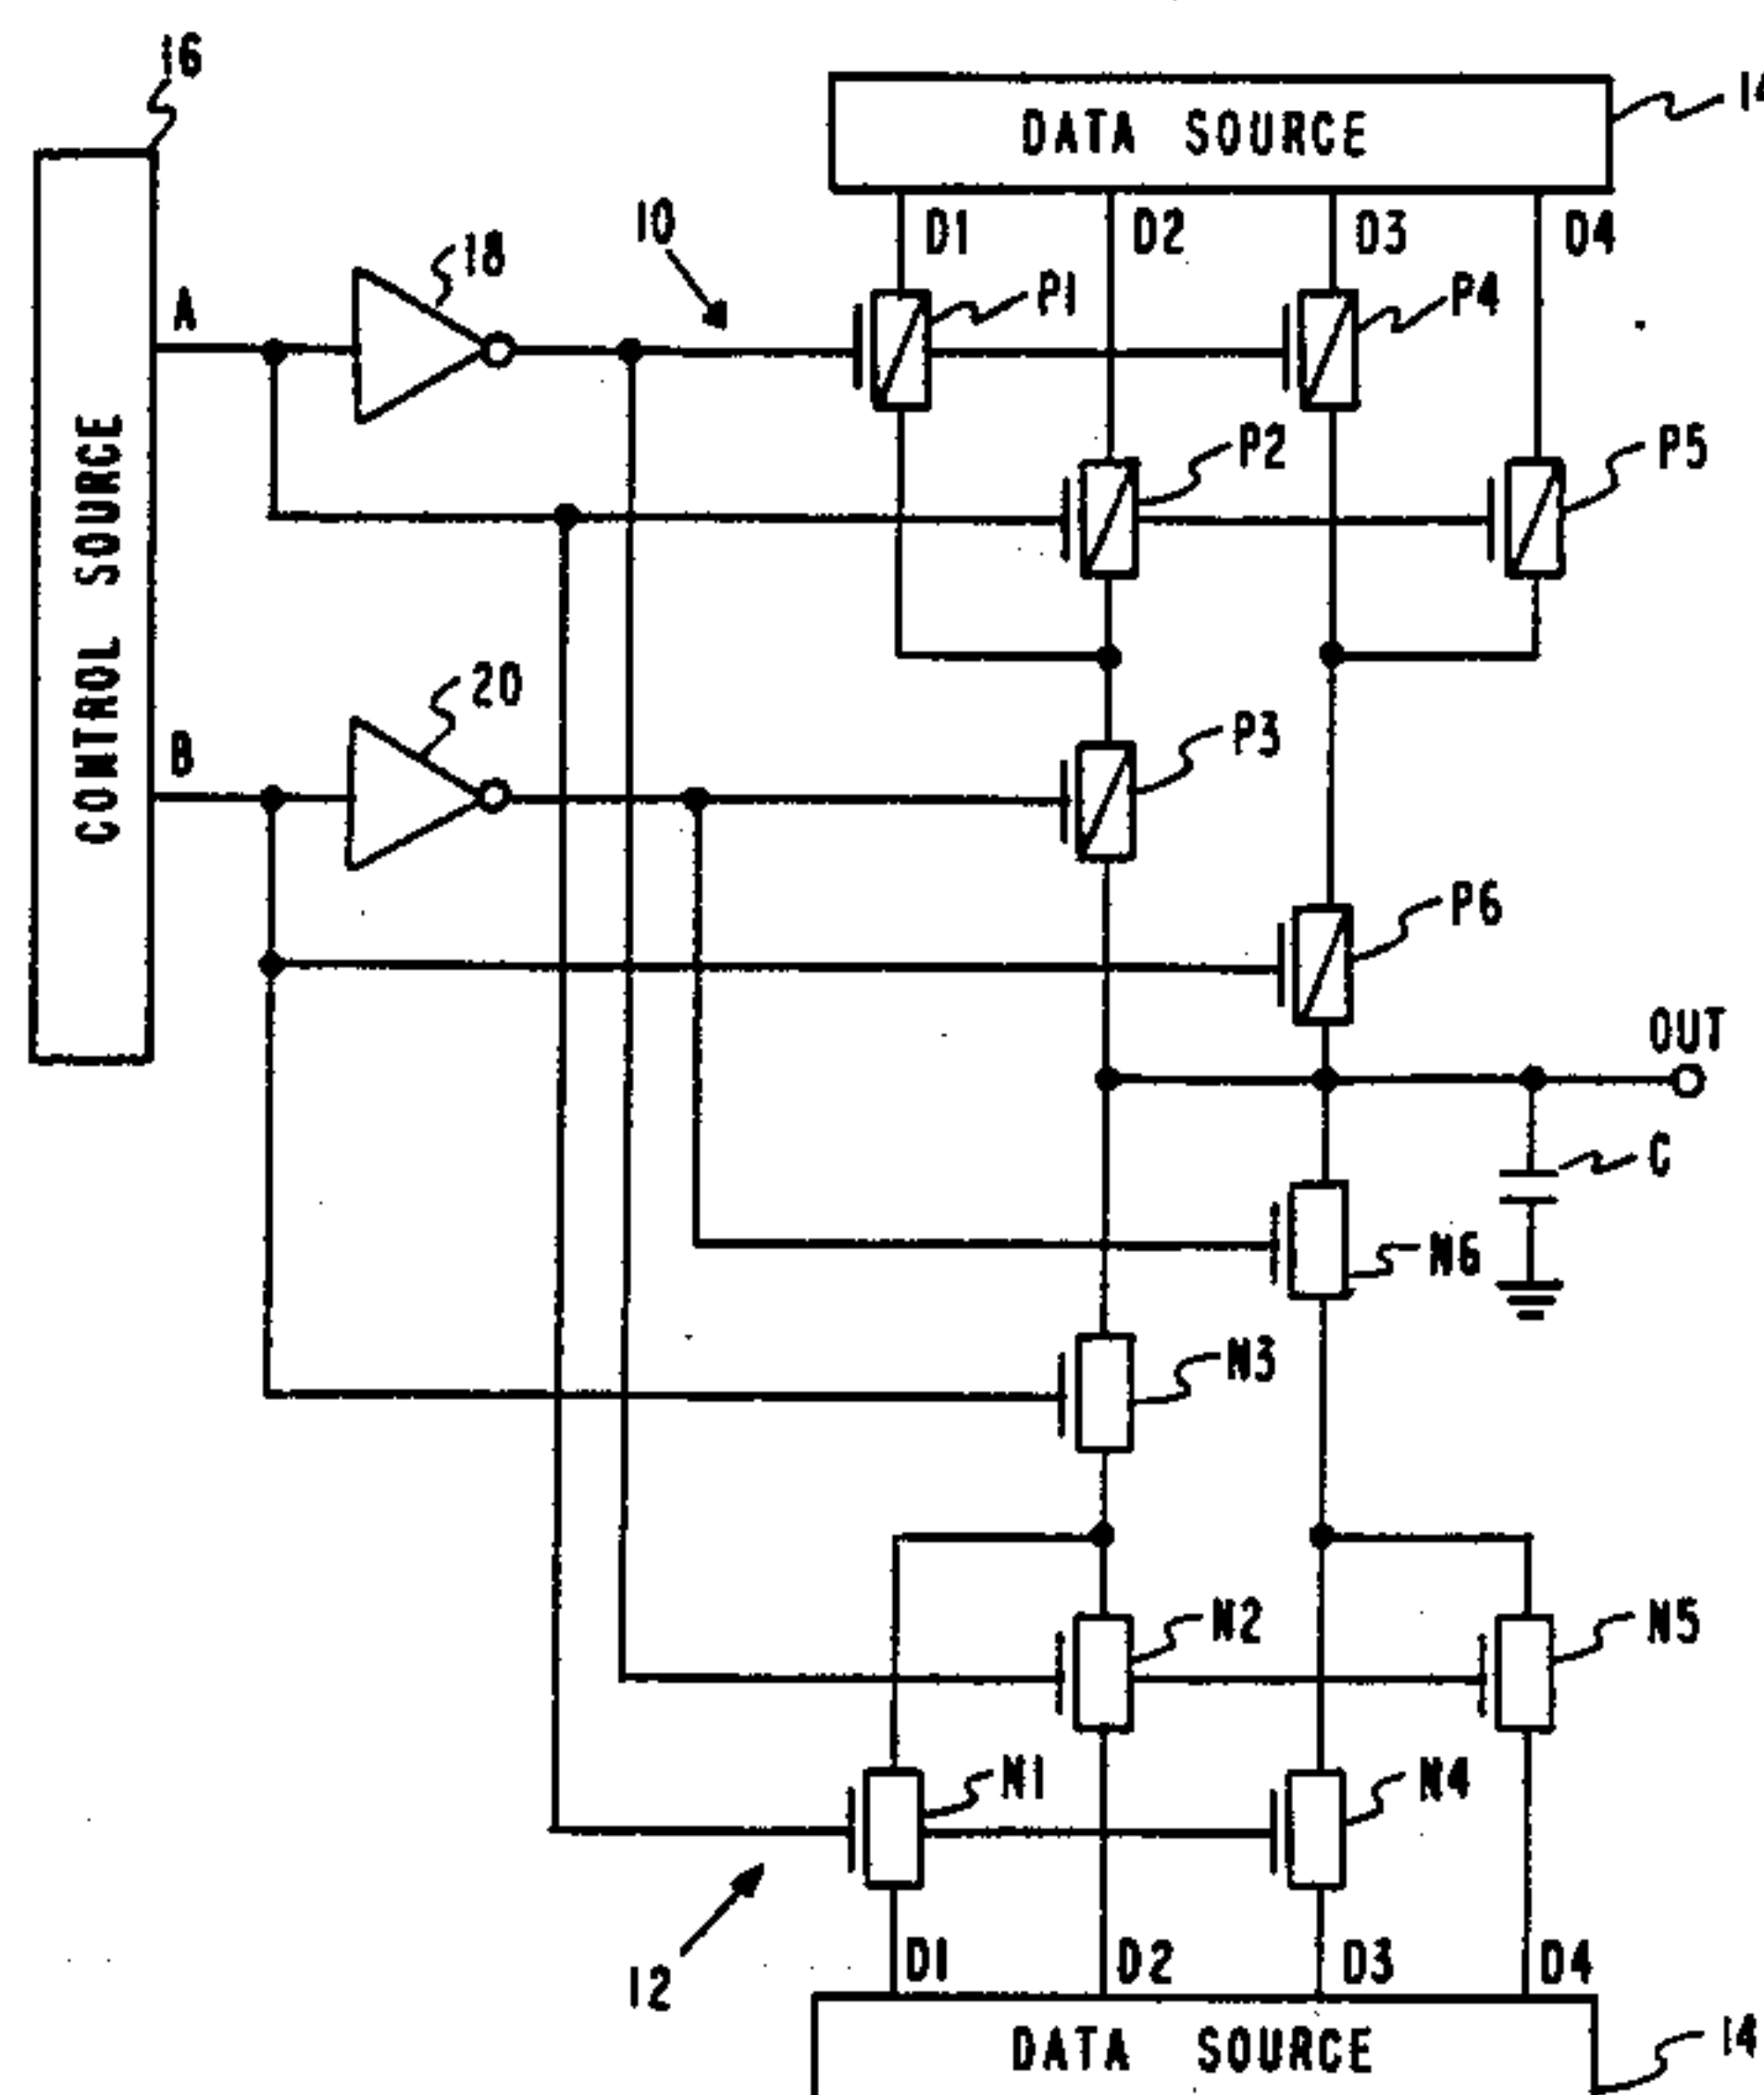 16
DATA SOURCE
14
18
10
D1
D2
D3
D4
A
P1
P4
P2
P5
CONTROL SOURCE
20
B
P3
P6
OUT
C
N6
N3
N2
N5
N1
N4
12
D1
D2
D3
D4
DATA SOURCE
14